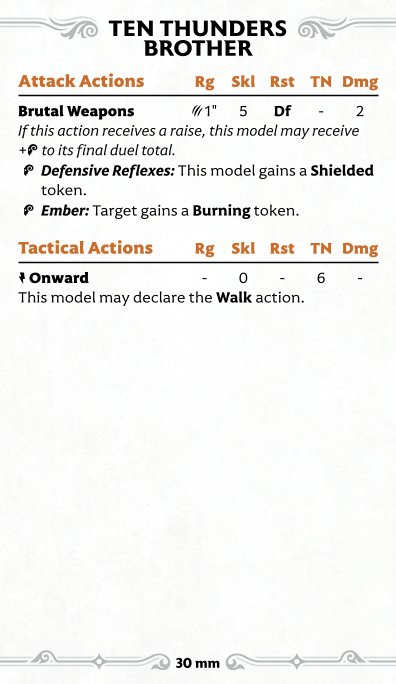 TEN THUNDERS
BROTHER
Attack Actions Rg Skl Rst TN Dmg
Brutal Weapons 1" 5 Df - 2
If this action receives a raise, this model may receive
+ to its final duel total.
Defensive Reflexes: This model gains a Shielded
token.
Ember: Target gains a Burning token.
Tactical Actions Rg Skl Rst TN Dmg
Onward - 0 - 6 -
This model may declare the Walk action.
30 mm